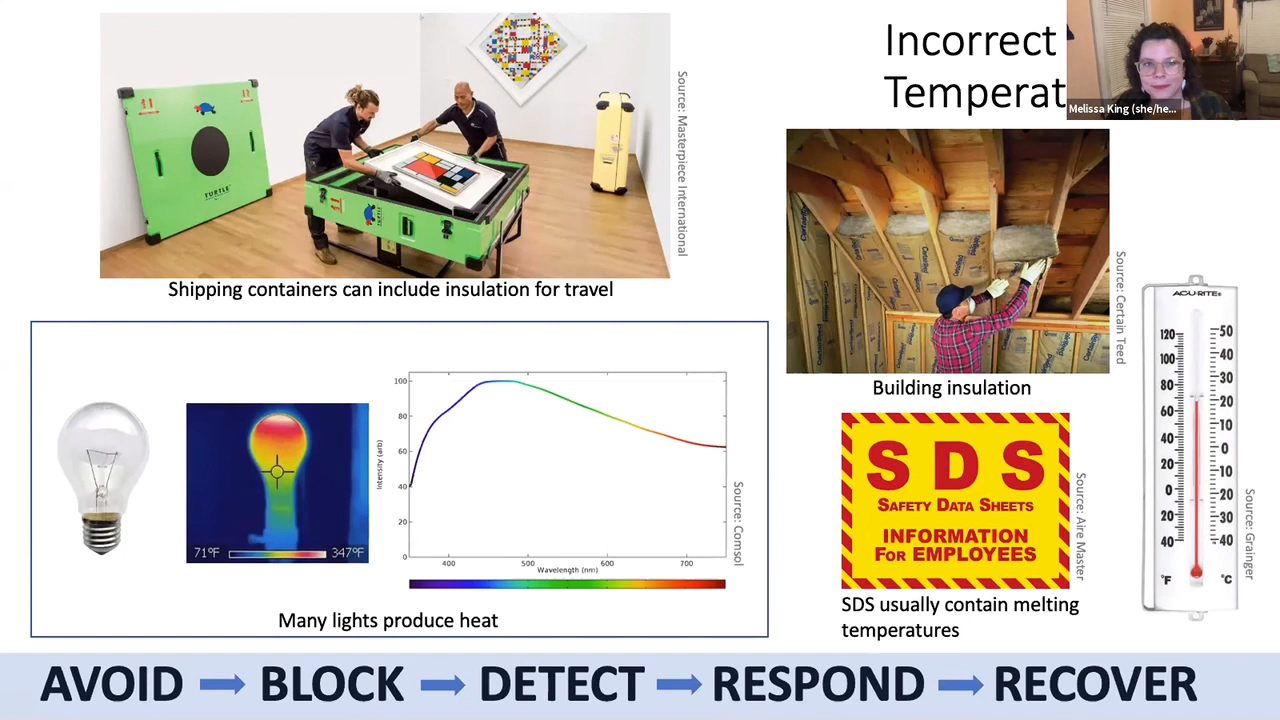 Incorrect
Temperat
Melissa King (she/he...
TURTLE
Source: Masterpiece International
Shipping containers can include insulation for travel
CertainTeed
Source: Certain Teed
Building insulation
71°F
347°F
Intensity (arb)
100
80
60
40
20
0
400
500
600
700
Wavelength (nm)
Source: Comsol
Many lights produce heat
SDS
SAFETY DATA SHEETS
INFORMATION
FOR EMPLOYEES
Source: Aire Master
SDS usually contain melting
temperatures
ACU·RITE®
120
100
80
60
40
20
0
20
40
°F
50
40
30
20
10
0
10
20
30
40
°C
Source: Grainger
AVOID → BLOCK → DETECT → RESPOND → RECOVER